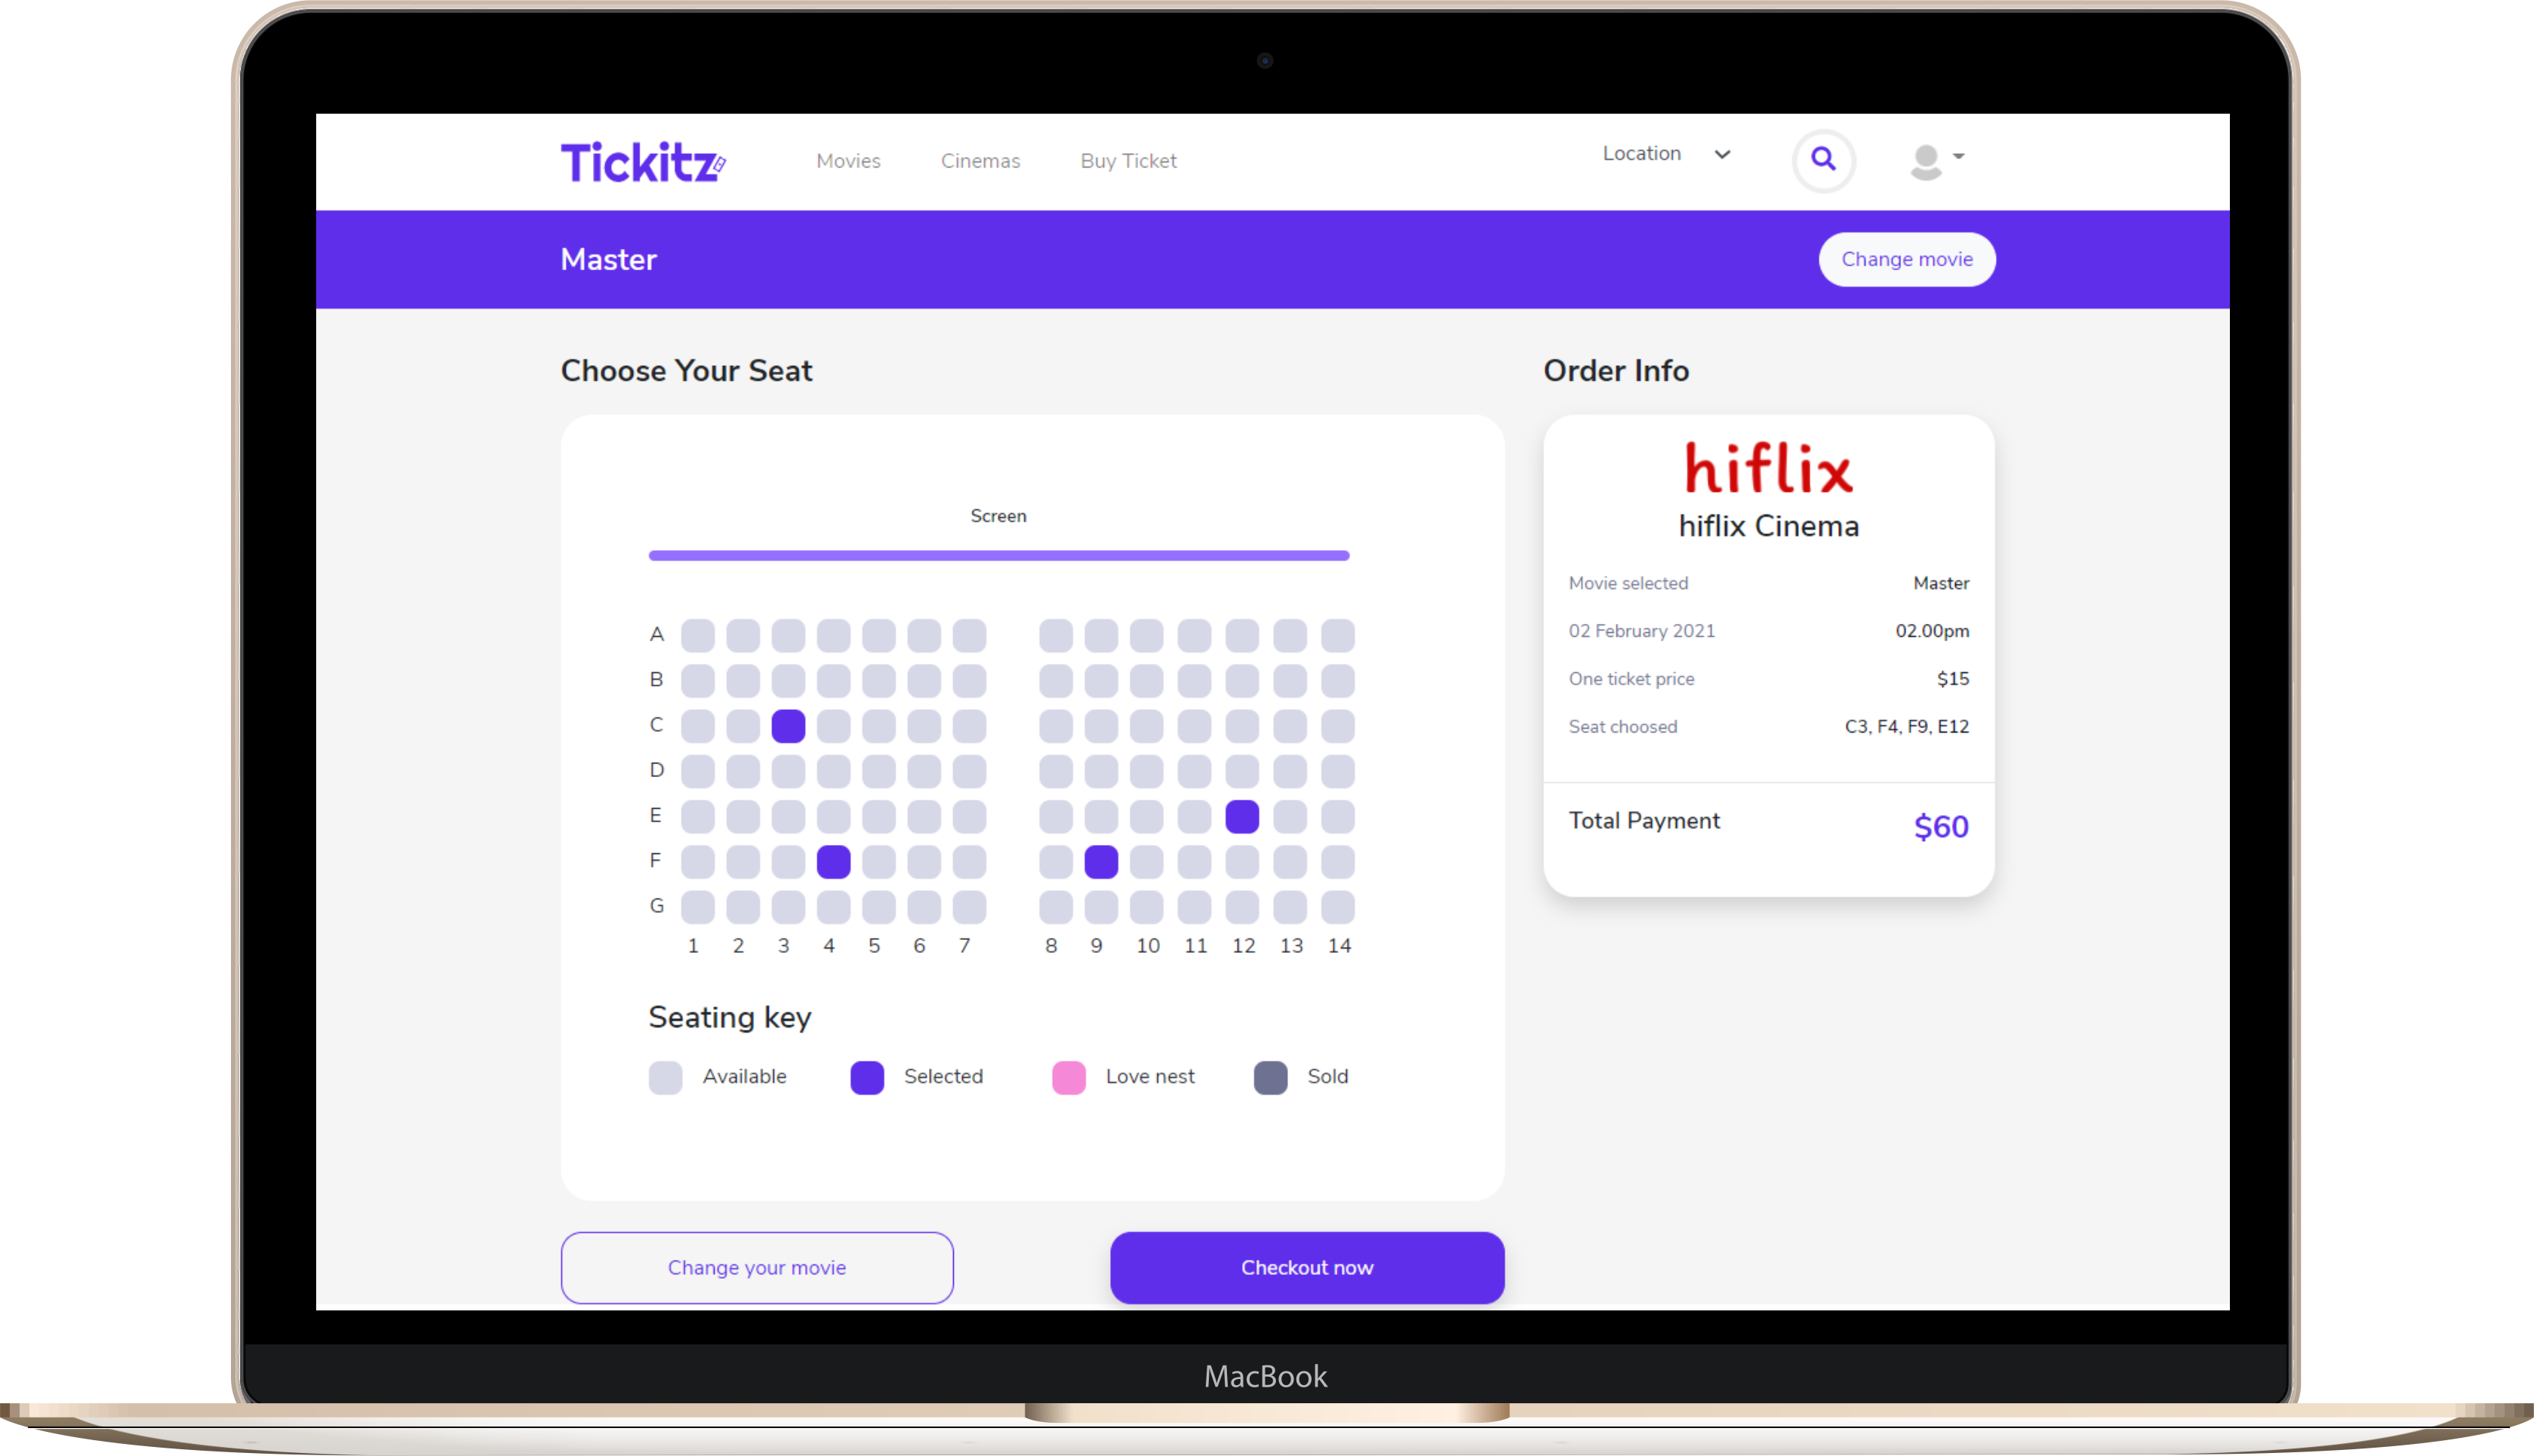 Tickitz
Movies Cinemas Buy Ticket Location
Master Change movie
Choose Your Seat
Screen
A
B
C
D
E
F
G
1 2 3 4 5 6 7 8 9 10 11 12 13 14
Seating key
Available Selected Love nest Sold
Change your movie Checkout now
Order Info
hiflix
hiflix Cinema
Movie selected Master
02 February 2021 02.00pm
One ticket price $15
Seat choosed C3, F4, F9, E12
Total Payment $60
MacBook